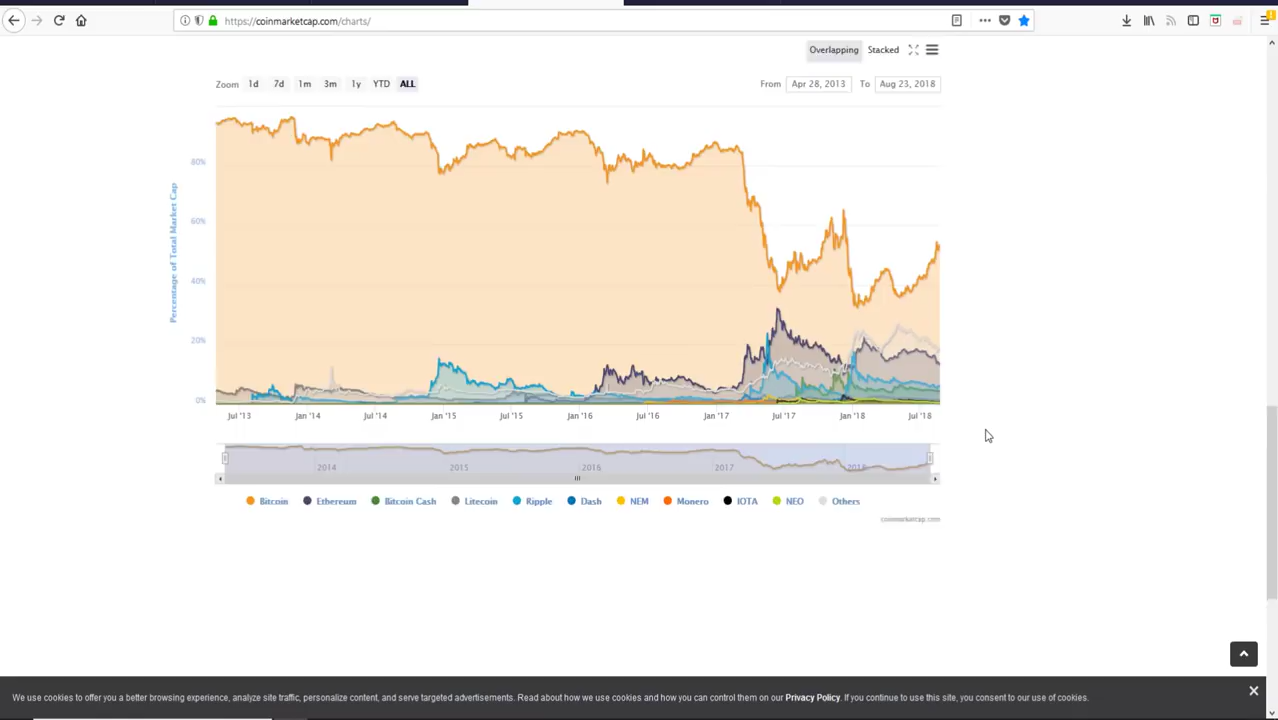 https://coinmarketcap.com/charts/
Overlapping Stacked
Zoom 1d 7d 1m 3m 1y YTD ALL From Apr 28, 2013 To Aug 23, 2018
Percentage of Total Market Cap
80%
60%
40%
20%
0%
Jul '13 Jan '14 Jul '14 Jan '15 Jul '15 Jan '16 Jul '16 Jan '17 Jul '17 Jan '18 Jul '18
2014 2015 2016 2017 2018
Bitcoin Ethereum Bitcoin Cash Litecoin Ripple Dash NEM Monero IOTA NEO Others
coinmarketcap.com
We use cookies to offer you a better browsing experience, analyze site traffic, personalize content, and serve targeted advertisements. Read about how we use cookies and how you can control them on our Privacy Policy. If you continue to use this site, you consent to our use of cookies.